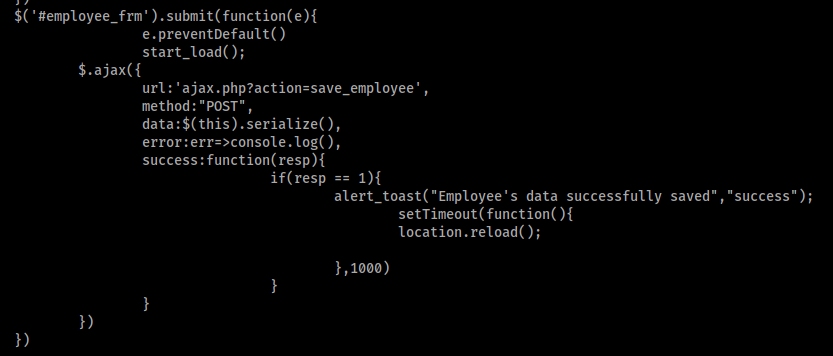 })
$('#employee_frm').submit(function(e){
e.preventDefault()
start_load();
$.ajax({
url:'ajax.php?action=save_employee',
method:"POST",
data:$(this).serialize(),
error:err=>console.log(),
success:function(resp){
if(resp == 1){
alert_toast("Employee's data successfully saved","success");
setTimeout(function(){
location.reload();
},1000)
}
}
})
})